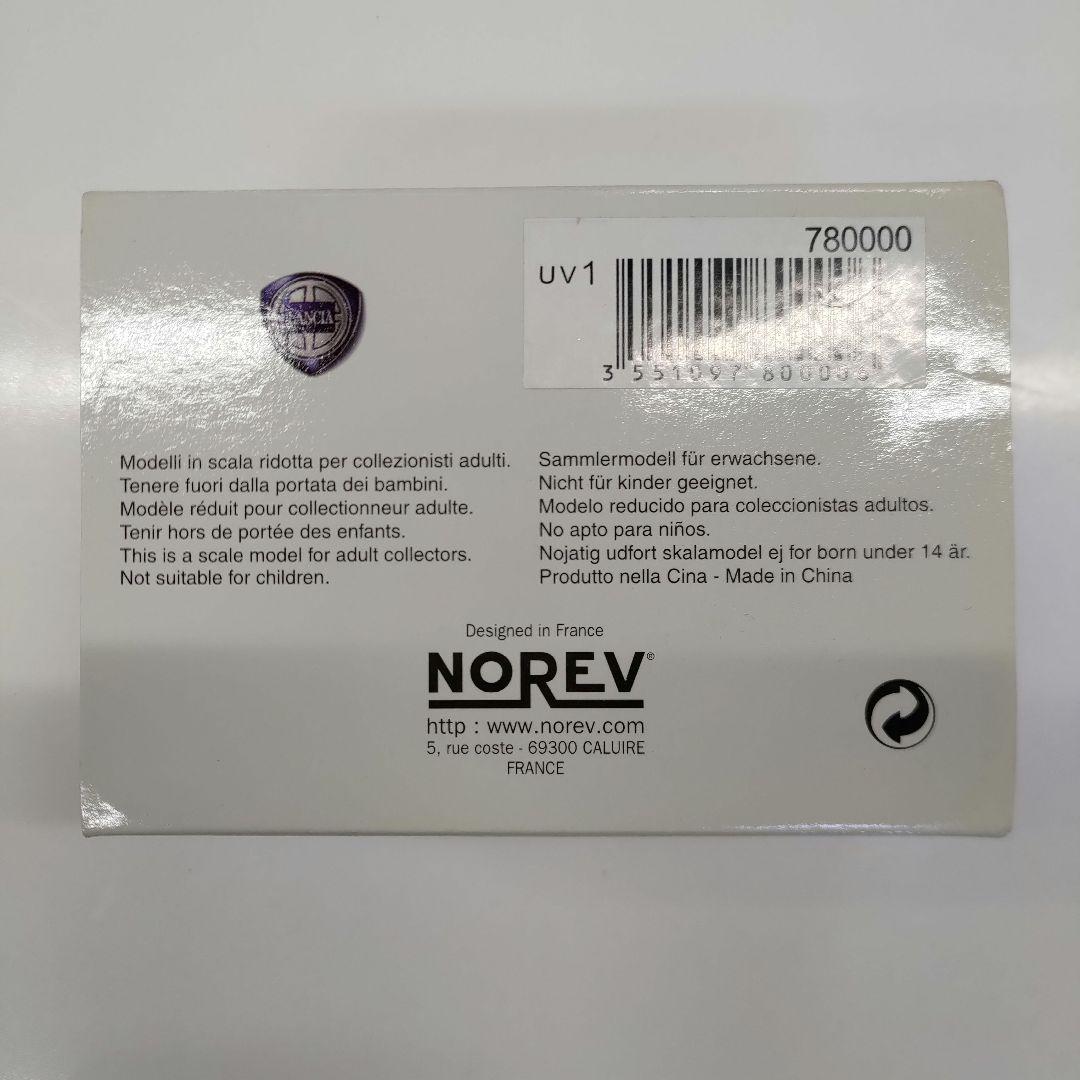 LANCIA
780000
UV1
3 551097 800006
Modelli in scala ridotta per collezionisti adulti.
Tenere fuori dalla portata dei bambini.
Modèle réduit pour collectionneur adulte.
Tenir hors de portée des enfants.
This is a scale model for adult collectors.
Not suitable for children.
Sammlermodell für erwachsene.
Nicht für kinder geeignet.
Modelo reducido para coleccionistas adultos.
No apto para niños.
Nojatig udfort skalamodel ej for born under 14 är.
Produtto nella Cina - Made in China
Designed in France
NOREV®
http : www.norev.com
5, rue coste - 69300 CALUIRE
FRANCE